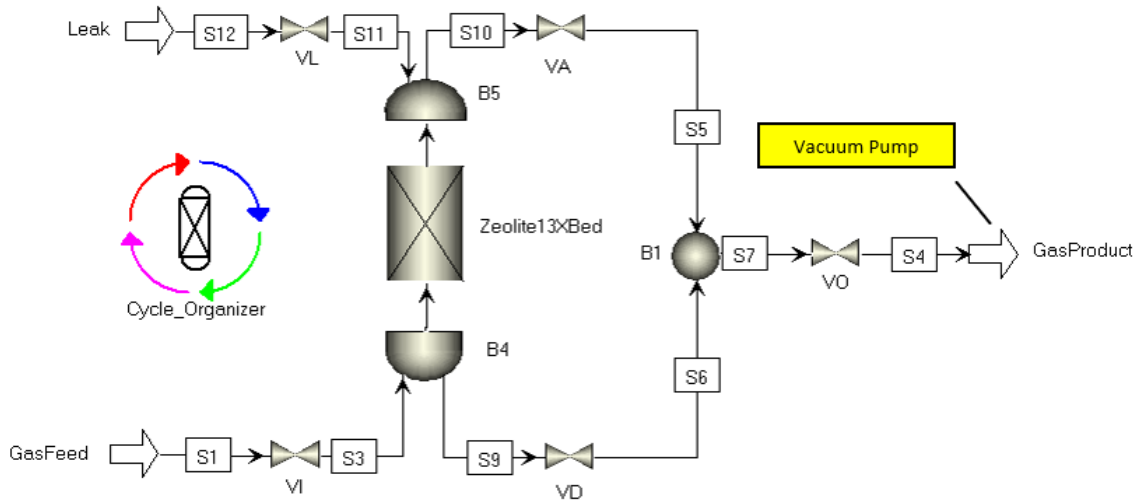 Leak
S12
VL
S11
S10
VA
B5
S5
Vacuum Pump
Zeolite13XBed
B1
S7
VO
S4
GasProduct
Cycle_Organizer
B4
S6
GasFeed
S1
VI
S3
S9
VD